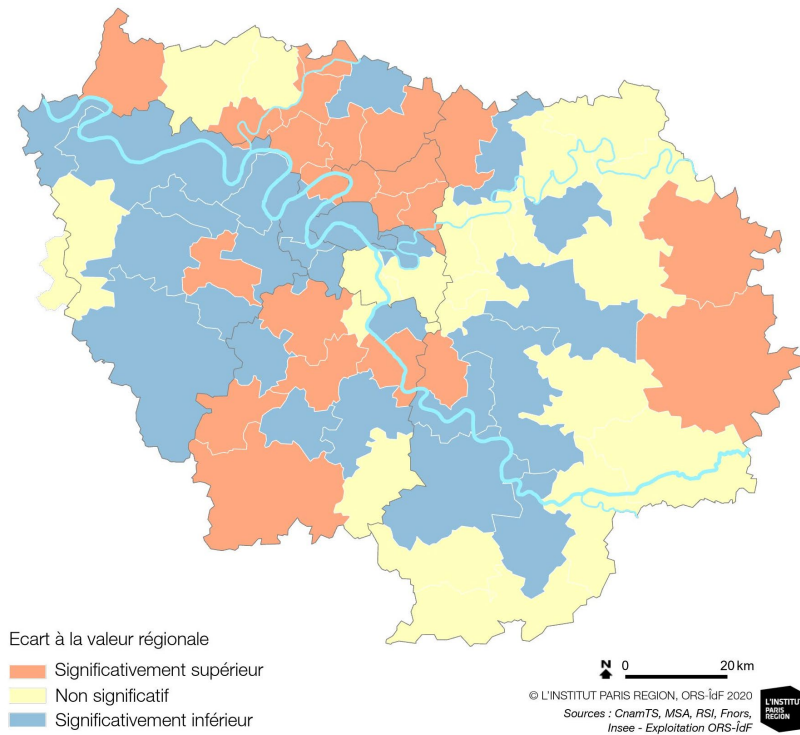 Ecart à la valeur régionale
Significativement supérieur
Non significatif
Significativement inférieur
N 0 20 km
© L'INSTITUT PARIS REGION, ORS-ÎdF 2020
Sources : CnamTS, MSA, RSI, Fnors,
Insee - Exploitation ORS-ÎdF
L'INSTITUT
PARIS
REGION